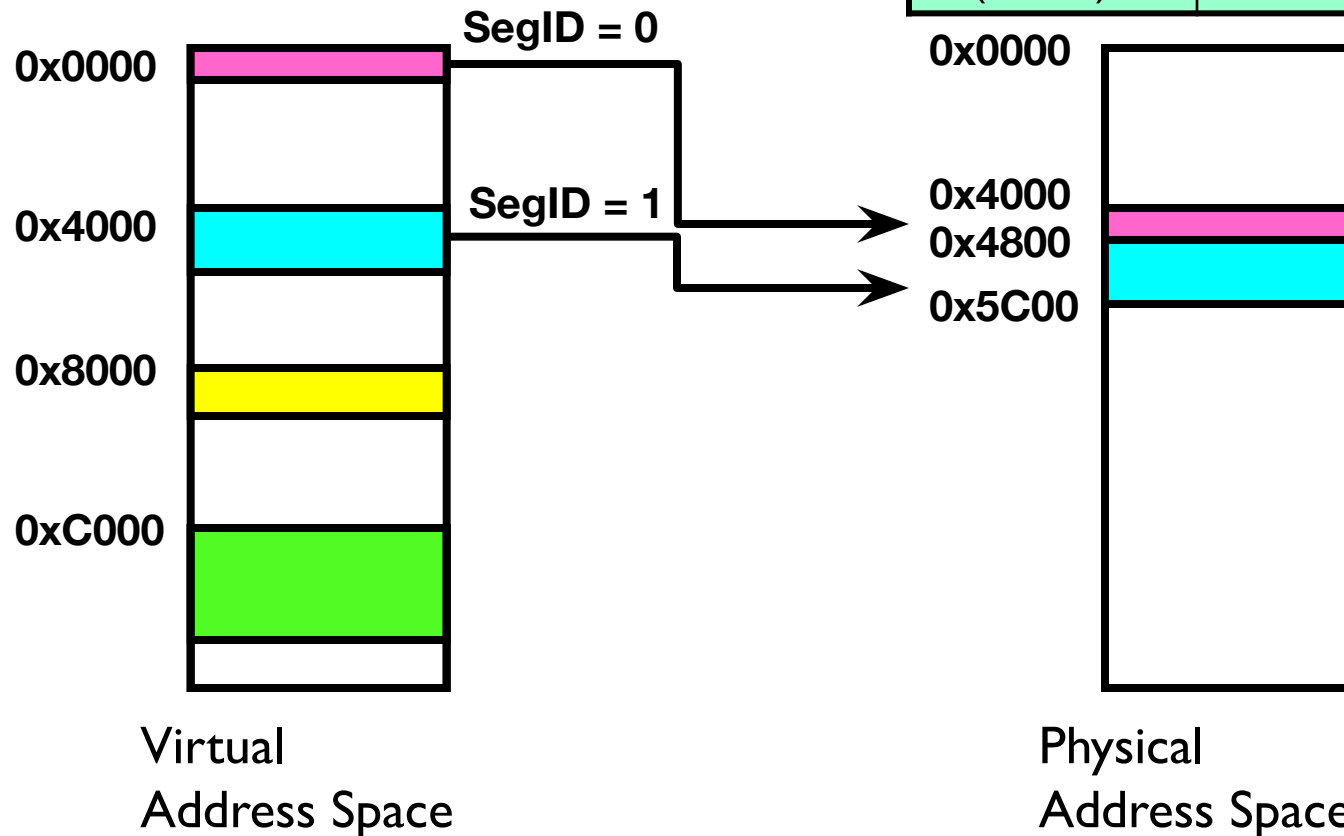 SegID = 0
0x0000
SegID = 1
0x4000
0x8000
0xC000
Virtual
Address Space
0x0000
0x4000
0x4800
0x5C00
Physical
Address Space